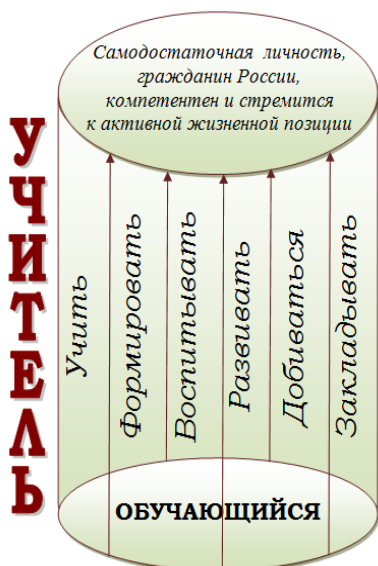 Самодостаточная личность,
гражданин России,
компетентен и стремится
к активной жизненной позиции
УЧИТЕЛЬ
Учить
Формировать
Воспитывать
Развивать
Добиваться
Закладывать
ОБУЧАЮЩИЙСЯ